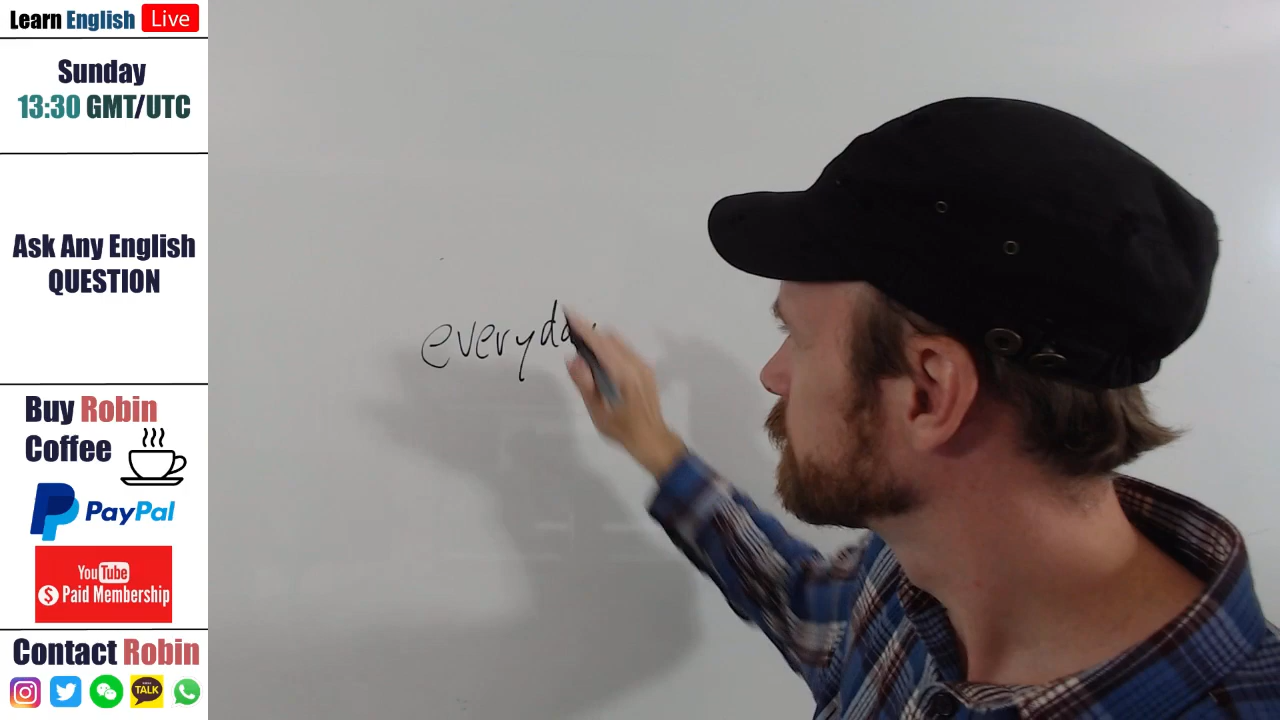 Learn English Live
Sunday
13:30 GMT/UTC
Ask Any English
QUESTION
Buy Robin
Coffee
PayPal
YouTube
$ Paid Membership
Contact Robin
TALK
everyday